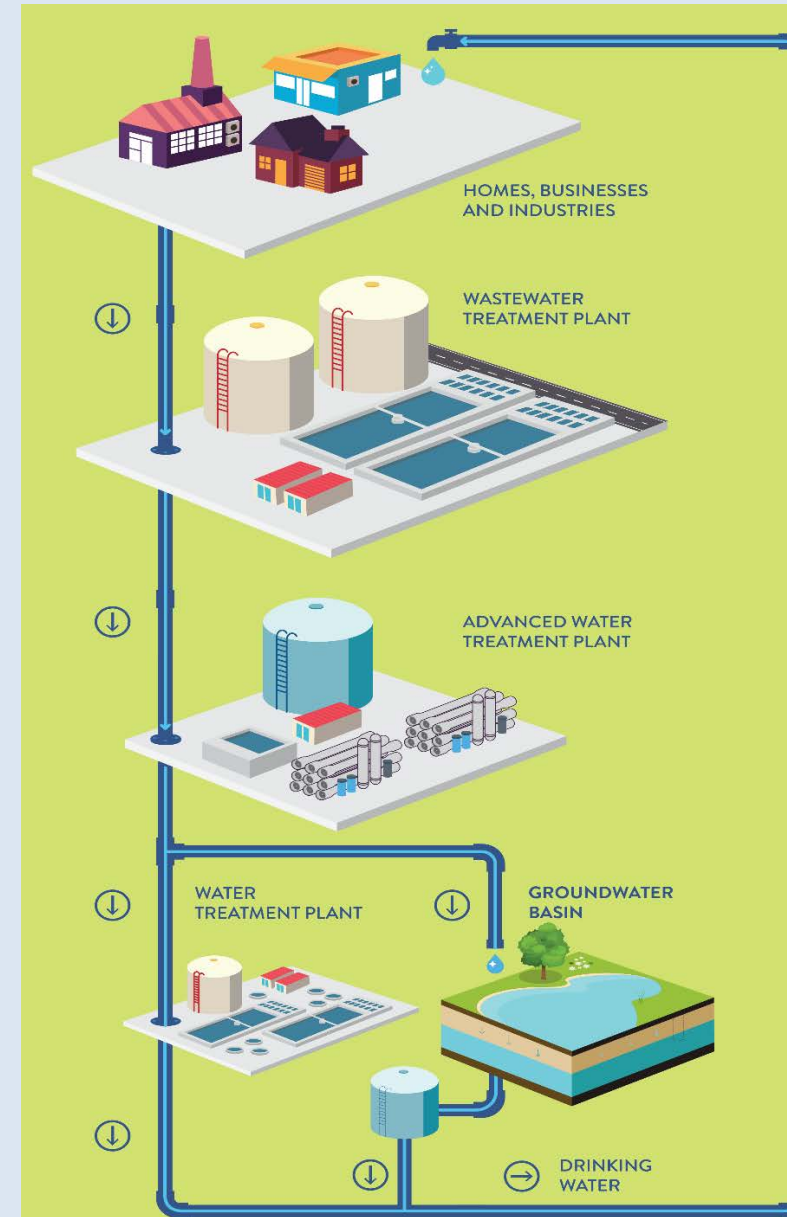 HOMES, BUSINESSES
AND INDUSTRIES
WASTEWATER
TREATMENT PLANT
ADVANCED WATER
TREATMENT PLANT
WATER
TREATMENT PLANT
GROUNDWATER
BASIN
DRINKING
WATER